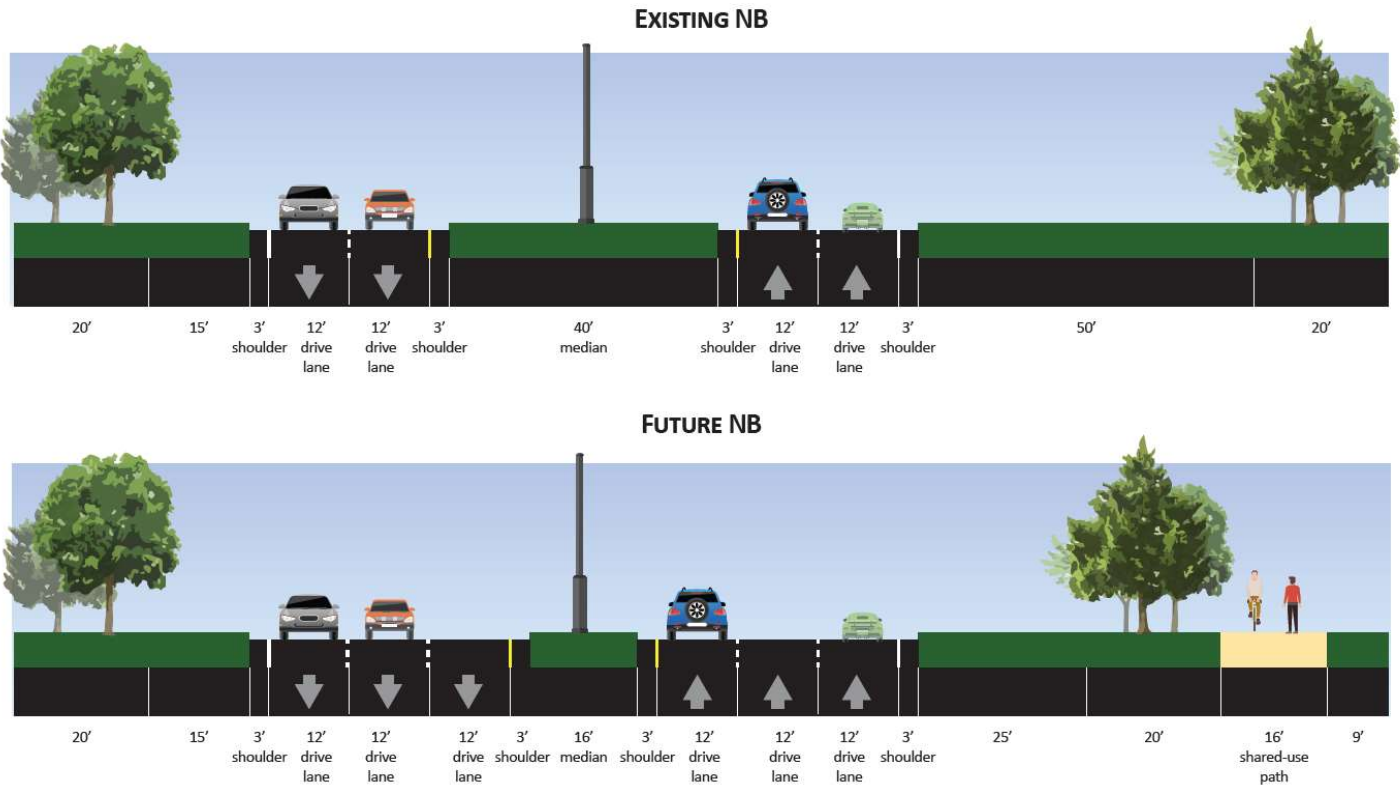 EXISTING NB
20′ 15′ 3′ 12′ 12′ 3′ 40′ 3′ 12′ 12′ 3′ 50′ 20′
shoulder drive drive shoulder median shoulder drive drive shoulder
lane lane lane lane
FUTURE NB
20′ 15′ 3′ 12′ 12′ 12′ 3′ 16′ 3′ 12′ 12′ 12′ 3′ 25′ 20′ 16′ 9′
shoulder drive drive drive shoulder median shoulder drive drive drive shoulder shared-use
lane lane lane lane lane lane path